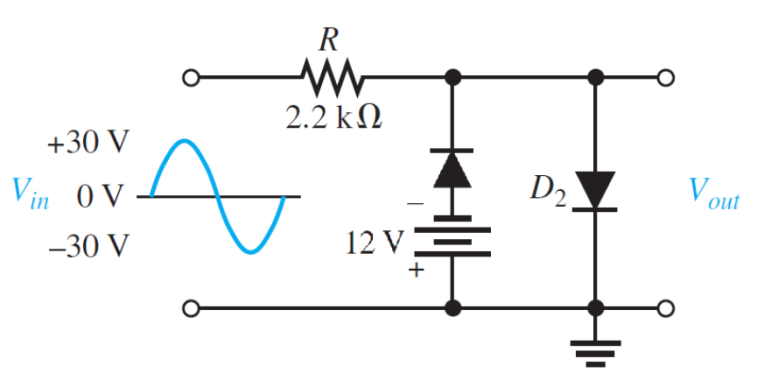 R
2.2 kΩ
+30 V
V_in 0 V
–30 V
–
12 V
+
D_2
V_out